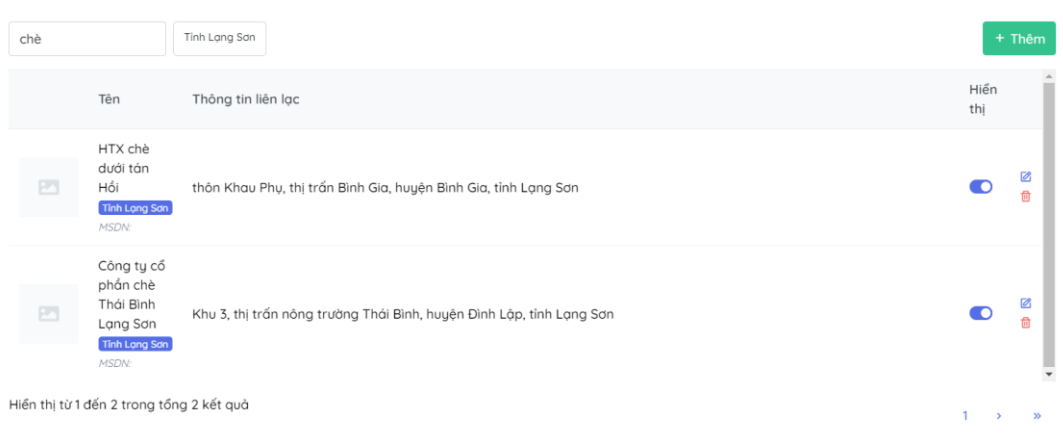 chè
Tỉnh Lạng Sơn
+ Thêm
Tên
Thông tin liên lạc
Hiển
thị
HTX chè
dưới tán
Hồi
Tỉnh Lạng Sơn
MSDN:
thôn Khau Phụ, thị trấn Bình Gia, huyện Bình Gia, tỉnh Lạng Sơn
Công ty cổ
phần chè
Thái Bình
Lạng Sơn
Tỉnh Lạng Sơn
MSDN:
Khu 3, thị trấn nông trường Thái Bình, huyện Đình Lập, tỉnh Lạng Sơn
Hiển thị từ 1 đến 2 trong tổng 2 kết quả
1 › »